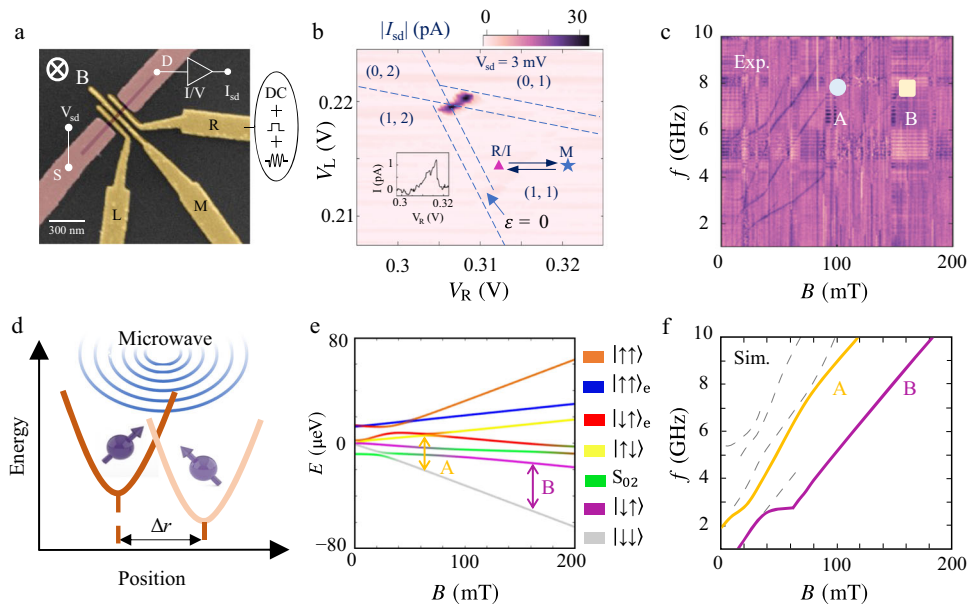 a
B
D
I/V
I_sd
V_sd
S
R
L
M
300 nm
DC
+
+
b
|I_sd| (pA)
0
30
V_sd = 3 mV
(0, 2)
(0, 1)
(1, 2)
(1, 1)
R/I
M
ε = 0
I (pA)
1
0
0.3
0.32
V_R (V)
V_L (V)
0.22
0.21
0.3
0.31
0.32
V_R (V)
c
Exp.
A
B
f (GHz)
10
8
6
4
2
0
100
200
B (mT)
d
Microwave
Energy
Δr
Position
e
80
E (μeV)
−80
A
B
0
100
200
B (mT)
|↑↑⟩
|↑↑⟩_e
|↓↑⟩_e
|↑↓⟩
S_02
|↓↑⟩
|↓↓⟩
f
Sim.
A
B
f (GHz)
10
8
6
4
2
0
100
200
B (mT)